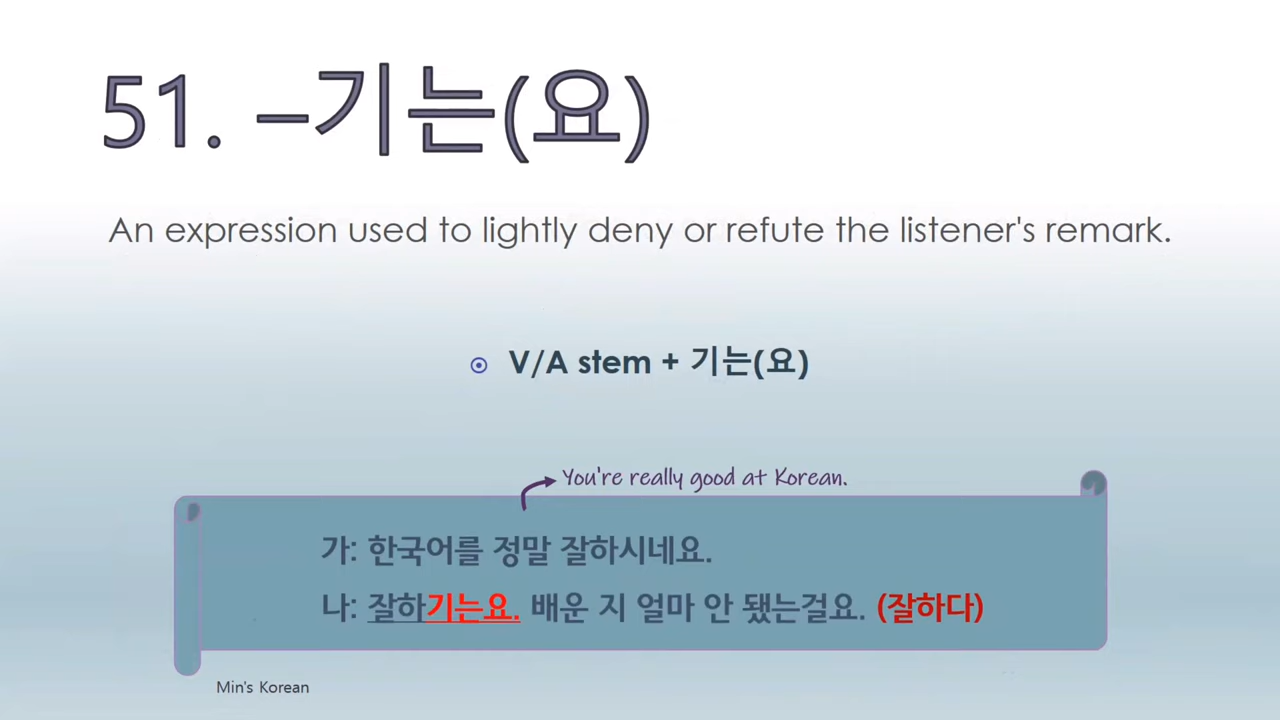 51. –기는(요)
An expression used to lightly deny or refute the listener's remark.
V/A stem + 기는(요)
You're really good at Korean.
가: 한국어를 정말 잘하시네요.
나: 잘하기는요. 배운 지 얼마 안 됐는걸요. (잘하다)
Min's Korean